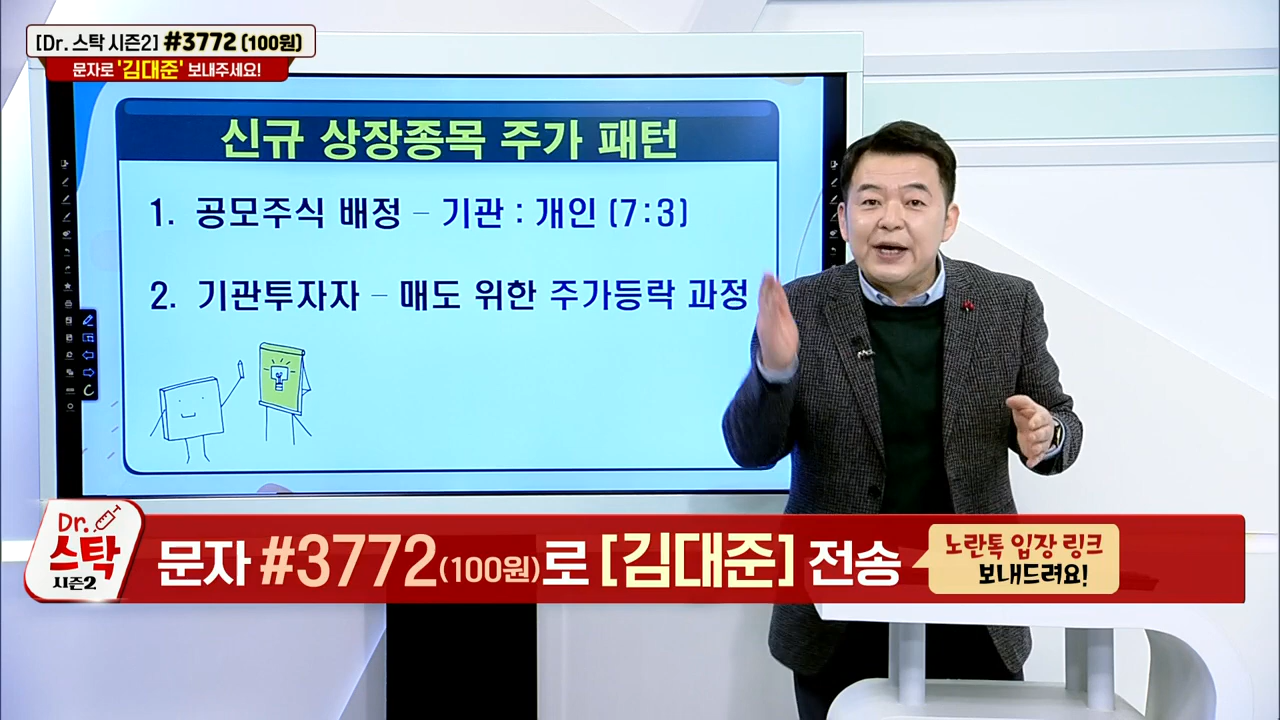 [Dr. 스탁 시즌2] #3772 (100원)
문자로 '김대준' 보내주세요!
신규 상장종목 주가 패턴
1. 공모주식 배정 – 기관 : 개인 (7:3)
2. 기관투자자 – 매도 위한 주가등락 과정
Dr.
스탁
시즌2
문자 #3772(100원)로 [김대준] 전송
노란톡 입장 링크
보내드려요!